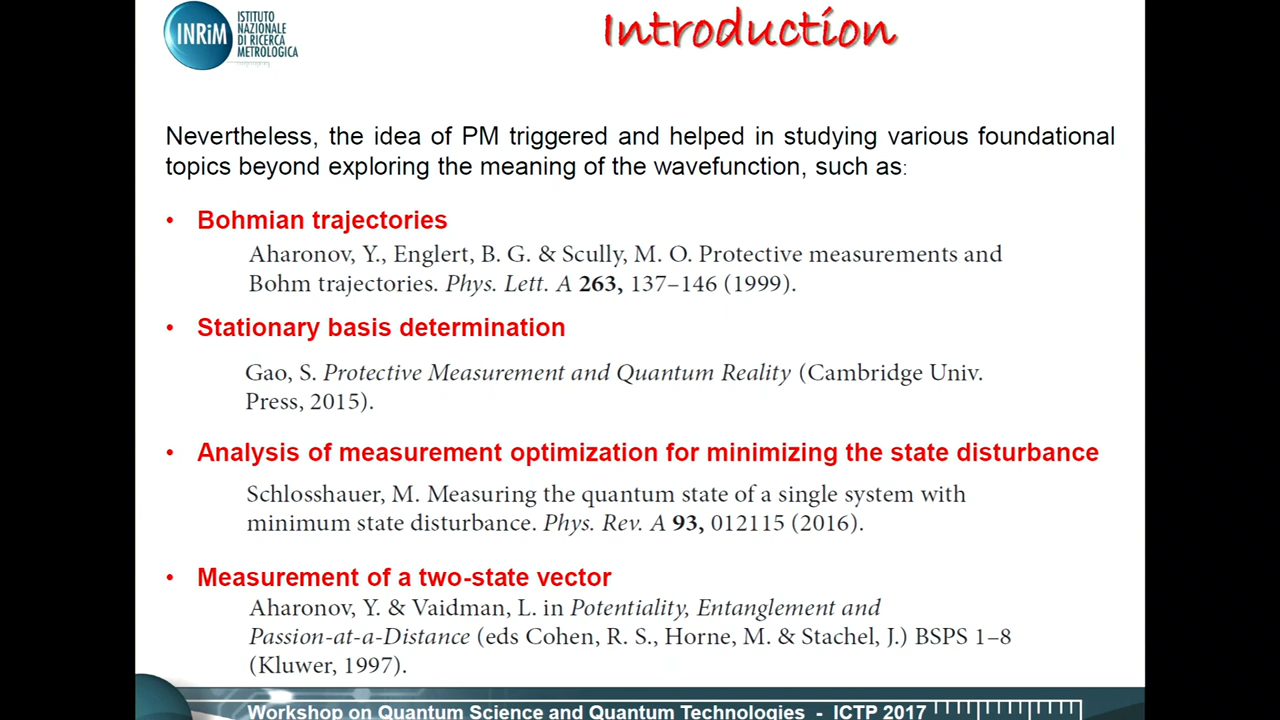 INRiM
ISTITUTO
NAZIONALE
DI RICERCA
METROLOGICA
Introduction
Nevertheless, the idea of PM triggered and helped in studying various foundational
topics beyond exploring the meaning of the wavefunction, such as:
• Bohmian trajectories
Aharonov, Y., Englert, B. G. & Scully, M. O. Protective measurements and
Bohm trajectories. Phys. Lett. A 263, 137–146 (1999).
• Stationary basis determination
Gao, S. Protective Measurement and Quantum Reality (Cambridge Univ.
Press, 2015).
• Analysis of measurement optimization for minimizing the state disturbance
Schlosshauer, M. Measuring the quantum state of a single system with
minimum state disturbance. Phys. Rev. A 93, 012115 (2016).
• Measurement of a two-state vector
Aharonov, Y. & Vaidman, L. in Potentiality, Entanglement and
Passion-at-a-Distance (eds Cohen, R. S., Horne, M. & Stachel, J.) BSPS 1–8
(Kluwer, 1997).
Workshop on Quantum Science and Quantum Technologies - ICTP 2017